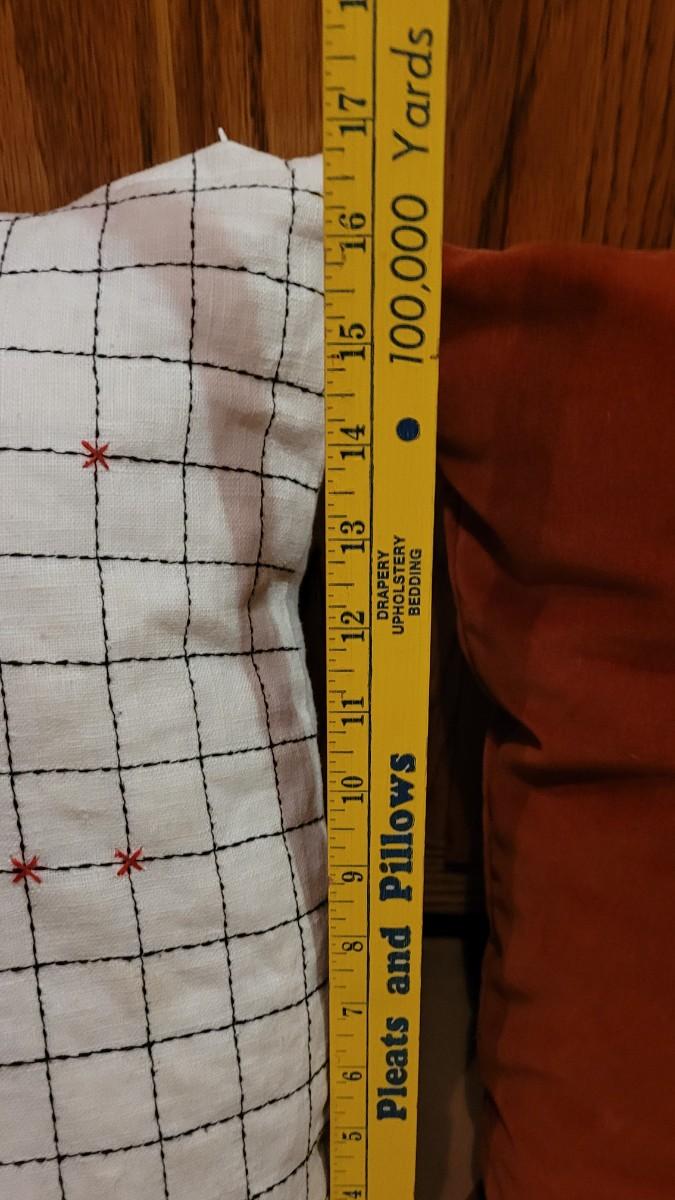 100,000 Yards
DRAPERY
UPHOLSTERY
BEDDING
Pleats and Pillows
17
16
15
14
13
12
11
10
9
8
7
6
5
4